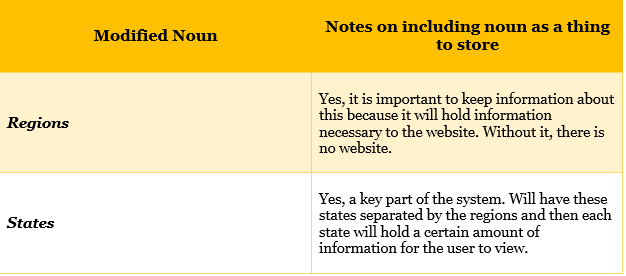 Modified Noun
Notes on including noun as a thing
to store
Regions
Yes, it is important to keep information about
this because it will hold information
necessary to the website. Without it, there is
no website.
States
Yes, a key part of the system. Will have these
states separated by the regions and then each
state will hold a certain amount of
information for the user to view.